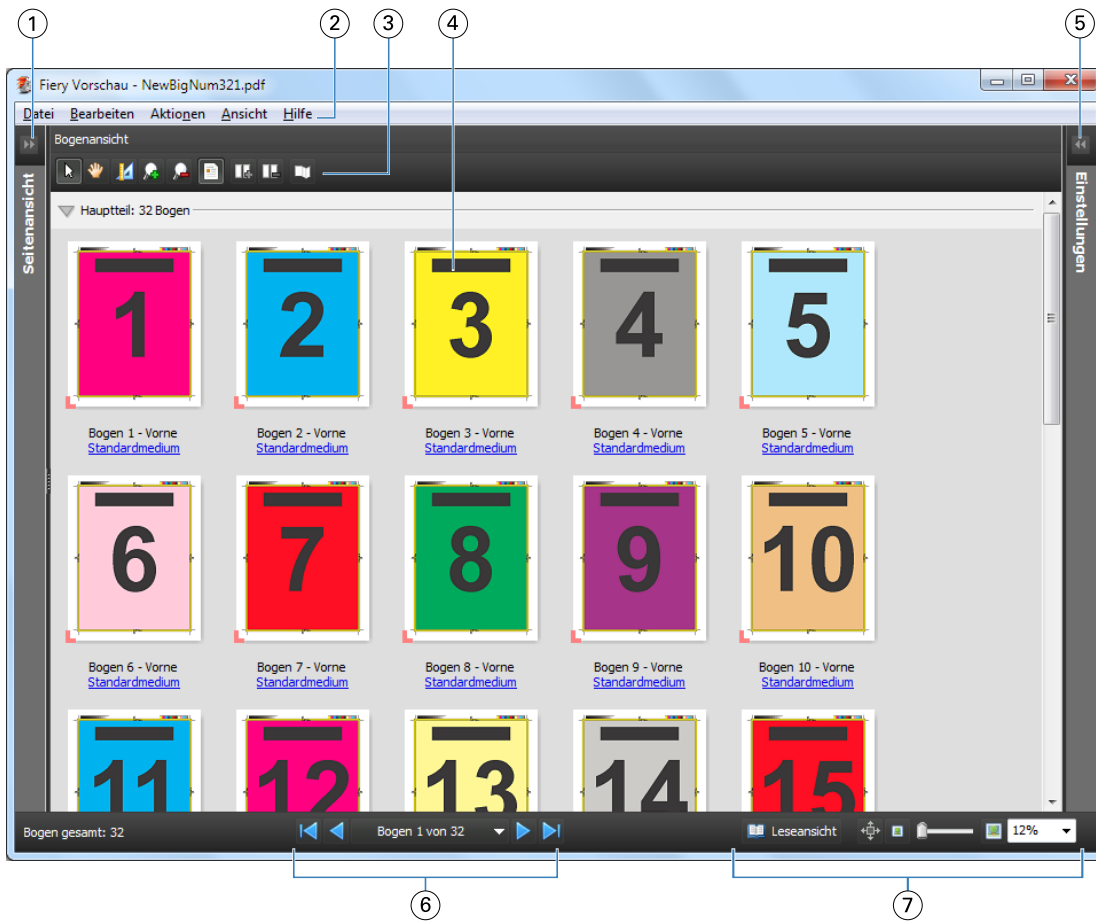 1 2 3 4 5
Fiery Vorschau - NewBigNum321.pdf
Datei Bearbeiten Aktionen Ansicht Hilfe
Bogenansicht
Seitenansicht
Einstellungen
Hauptteil: 32 Bogen
1 2 3 4 5
Bogen 1 - Vorne Bogen 2 - Vorne Bogen 3 - Vorne Bogen 4 - Vorne Bogen 5 - Vorne
Standardmedium Standardmedium Standardmedium Standardmedium Standardmedium
6 7 8 9 10
Bogen 6 - Vorne Bogen 7 - Vorne Bogen 8 - Vorne Bogen 9 - Vorne Bogen 10 - Vorne
Standardmedium Standardmedium Standardmedium Standardmedium Standardmedium
11 12 13 14 15
Bogen gesamt: 32 Bogen 1 von 32 Leseansicht 12%
6 7